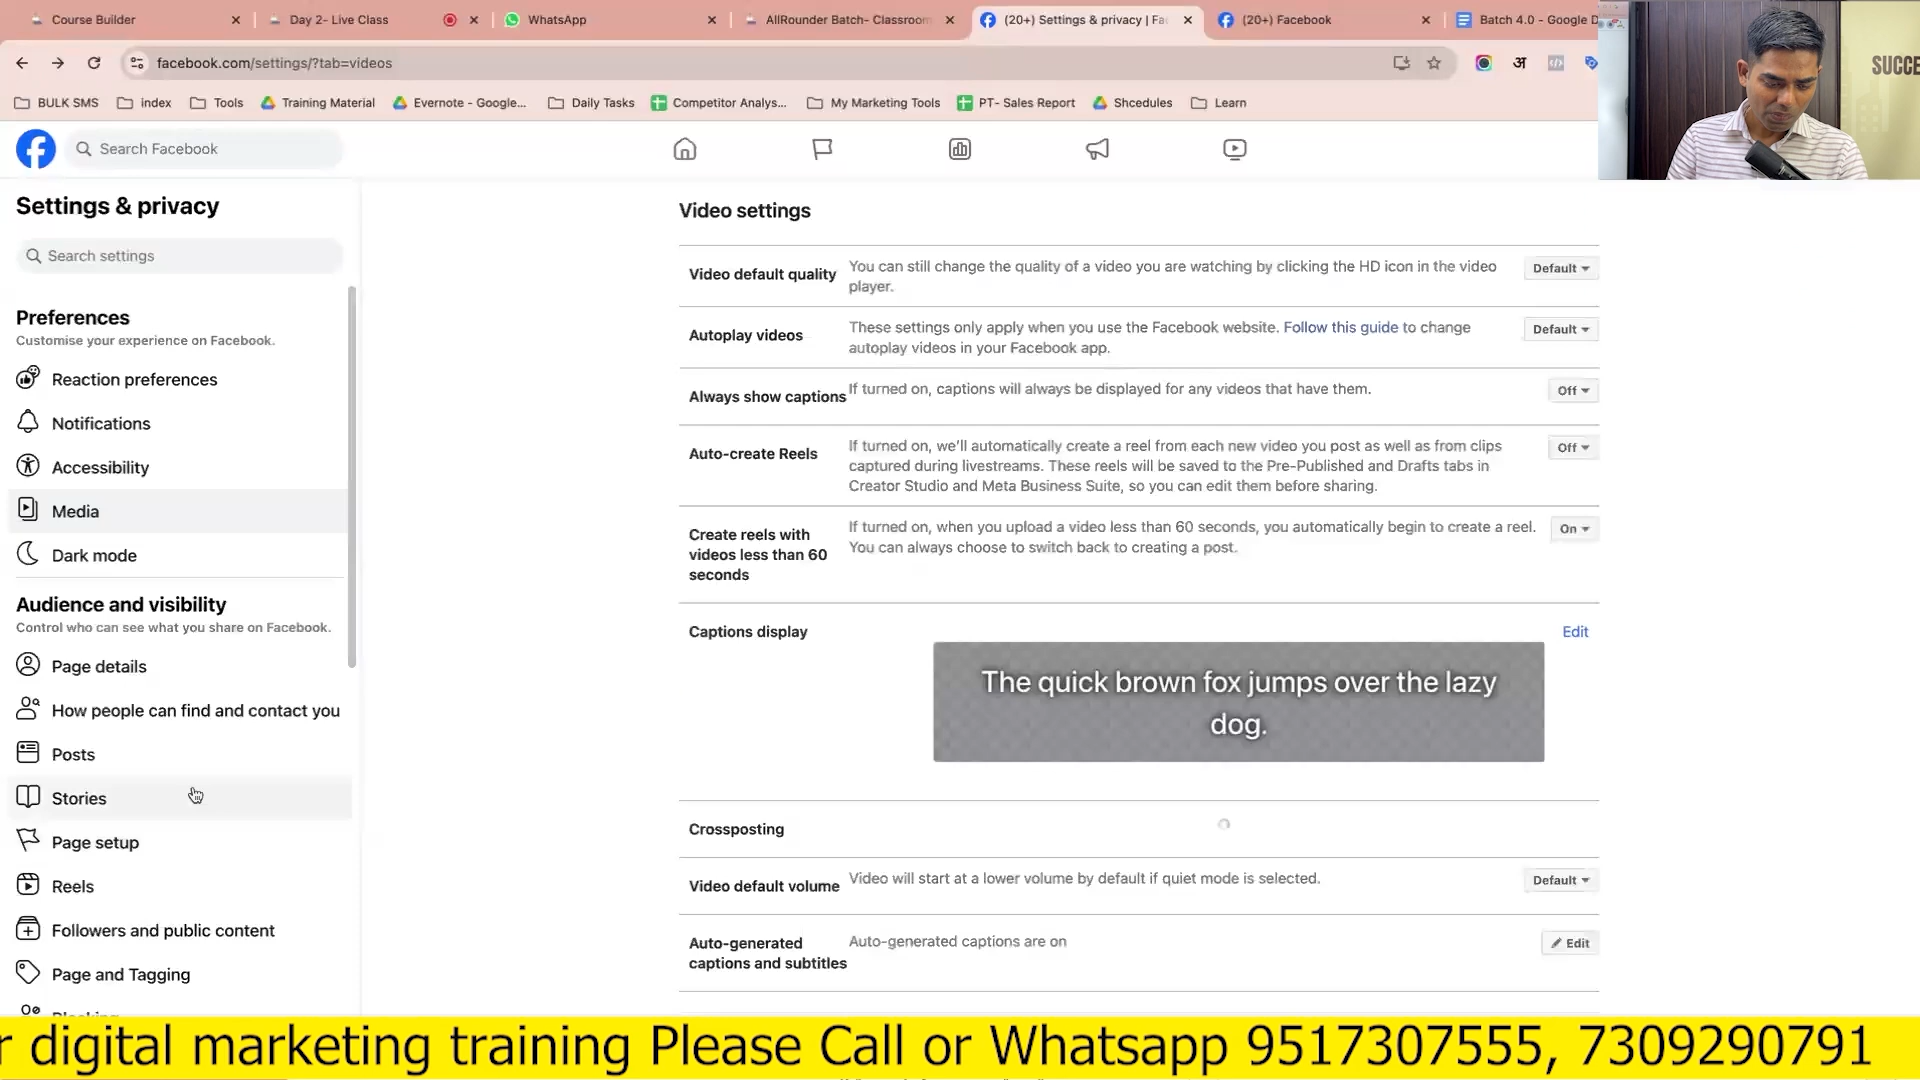 Course Builder
Day 2- Live Class
WhatsApp
AllRounder Batch- Classroom
(20+) Settings & privacy | Fa
(20+) Facebook
Batch 4.0 - Google D
facebook.com/settings/?tab=videos
अ
BULK SMS
index
Tools
Training Material
Evernote - Google...
Daily Tasks
Competitor Analys...
My Marketing Tools
PT- Sales Report
Shcedules
Learn
SUCCE
Search Facebook
Settings & privacy
Search settings
Preferences
Customise your experience on Facebook.
Reaction preferences
Notifications
Accessibility
Media
Dark mode
Audience and visibility
Control who can see what you share on Facebook.
Page details
How people can find and contact you
Posts
Stories
Page setup
Reels
Followers and public content
Page and Tagging
Video settings
Video default quality
You can still change the quality of a video you are watching by clicking the HD icon in the video
player.
Default
Autoplay videos
These settings only apply when you use the Facebook website. Follow this guide to change
autoplay videos in your Facebook app.
Default
Always show captions
If turned on, captions will always be displayed for any videos that have them.
Off
Auto-create Reels
If turned on, we'll automatically create a reel from each new video you post as well as from clips
captured during livestreams. These reels will be saved to the Pre-Published and Drafts tabs in
Creator Studio and Meta Business Suite, so you can edit them before sharing.
Off
Create reels with
videos less than 60
seconds
If turned on, when you upload a video less than 60 seconds, you automatically begin to create a reel.
You can always choose to switch back to creating a post.
On
Captions display
Edit
The quick brown fox jumps over the lazy
dog.
Crossposting
Video default volume
Video will start at a lower volume by default if quiet mode is selected.
Default
Auto-generated
captions and subtitles
Auto-generated captions are on
Edit
r digital marketing training Please Call or Whatsapp 9517307555, 7309290791